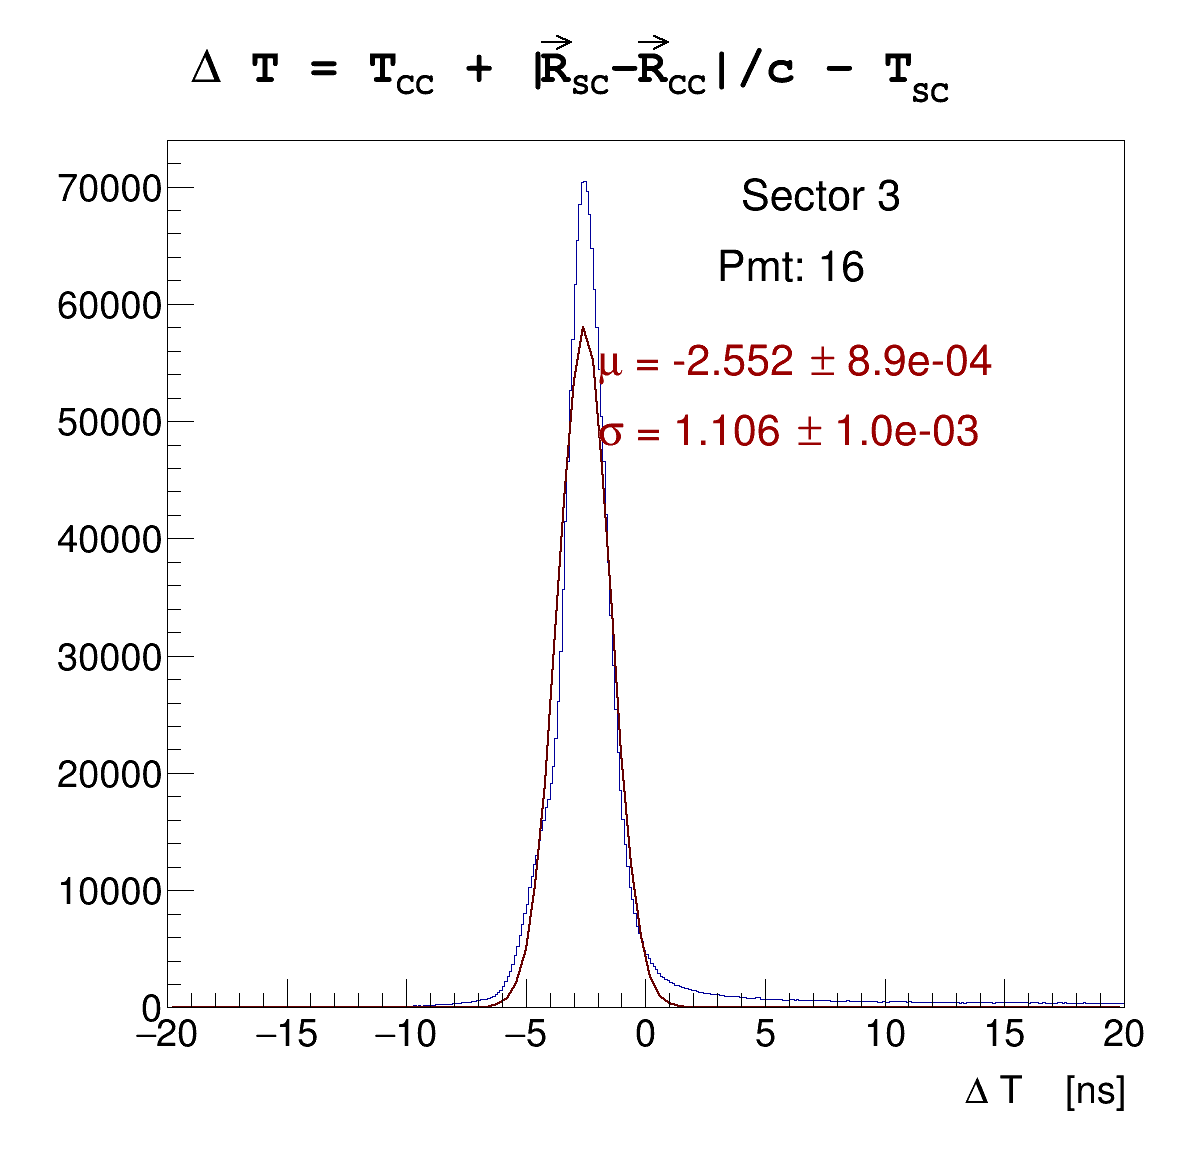 Δ T = T_CC + |R⃗_SC−R⃗_CC|/c − T_SC
Sector 3
Pmt: 16
μ = -2.552 ± 8.9e-04
σ = 1.106 ± 1.0e-03
70000
60000
50000
40000
30000
20000
10000
0
−20 −15 −10 −5 0 5 10 15 20
Δ T [ns]